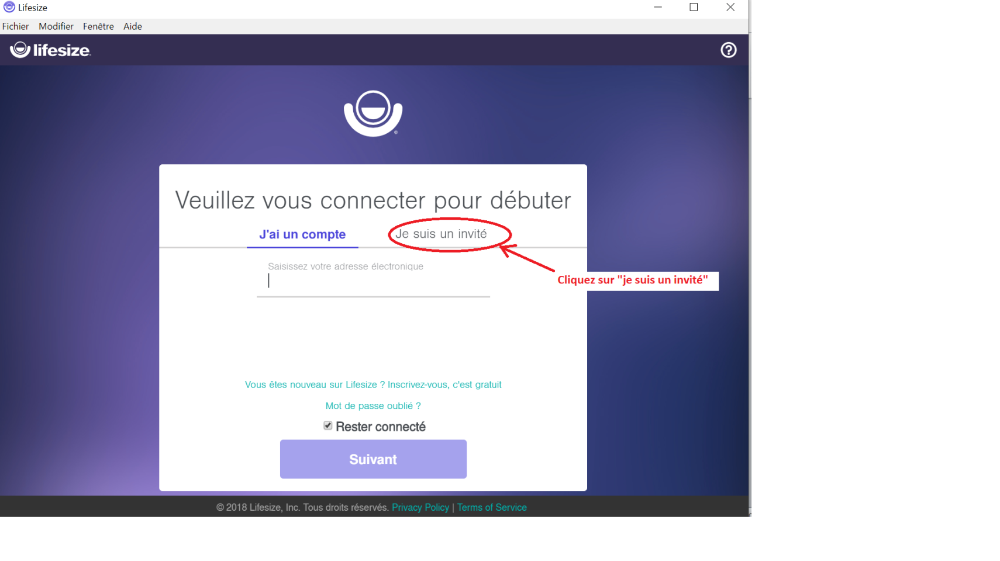 Lifesize
Fichier Modifier Fenêtre Aide
lifesize
Veuillez vous connecter pour débuter
J'ai un compte Je suis un invité
Saisissez votre adresse électronique
Cliquez sur "je suis un invité"
Vous êtes nouveau sur Lifesize ? Inscrivez-vous, c'est gratuit
Mot de passe oublié ?
Rester connecté
Suivant
© 2018 Lifesize, Inc. Tous droits réservés. Privacy Policy | Terms of Service